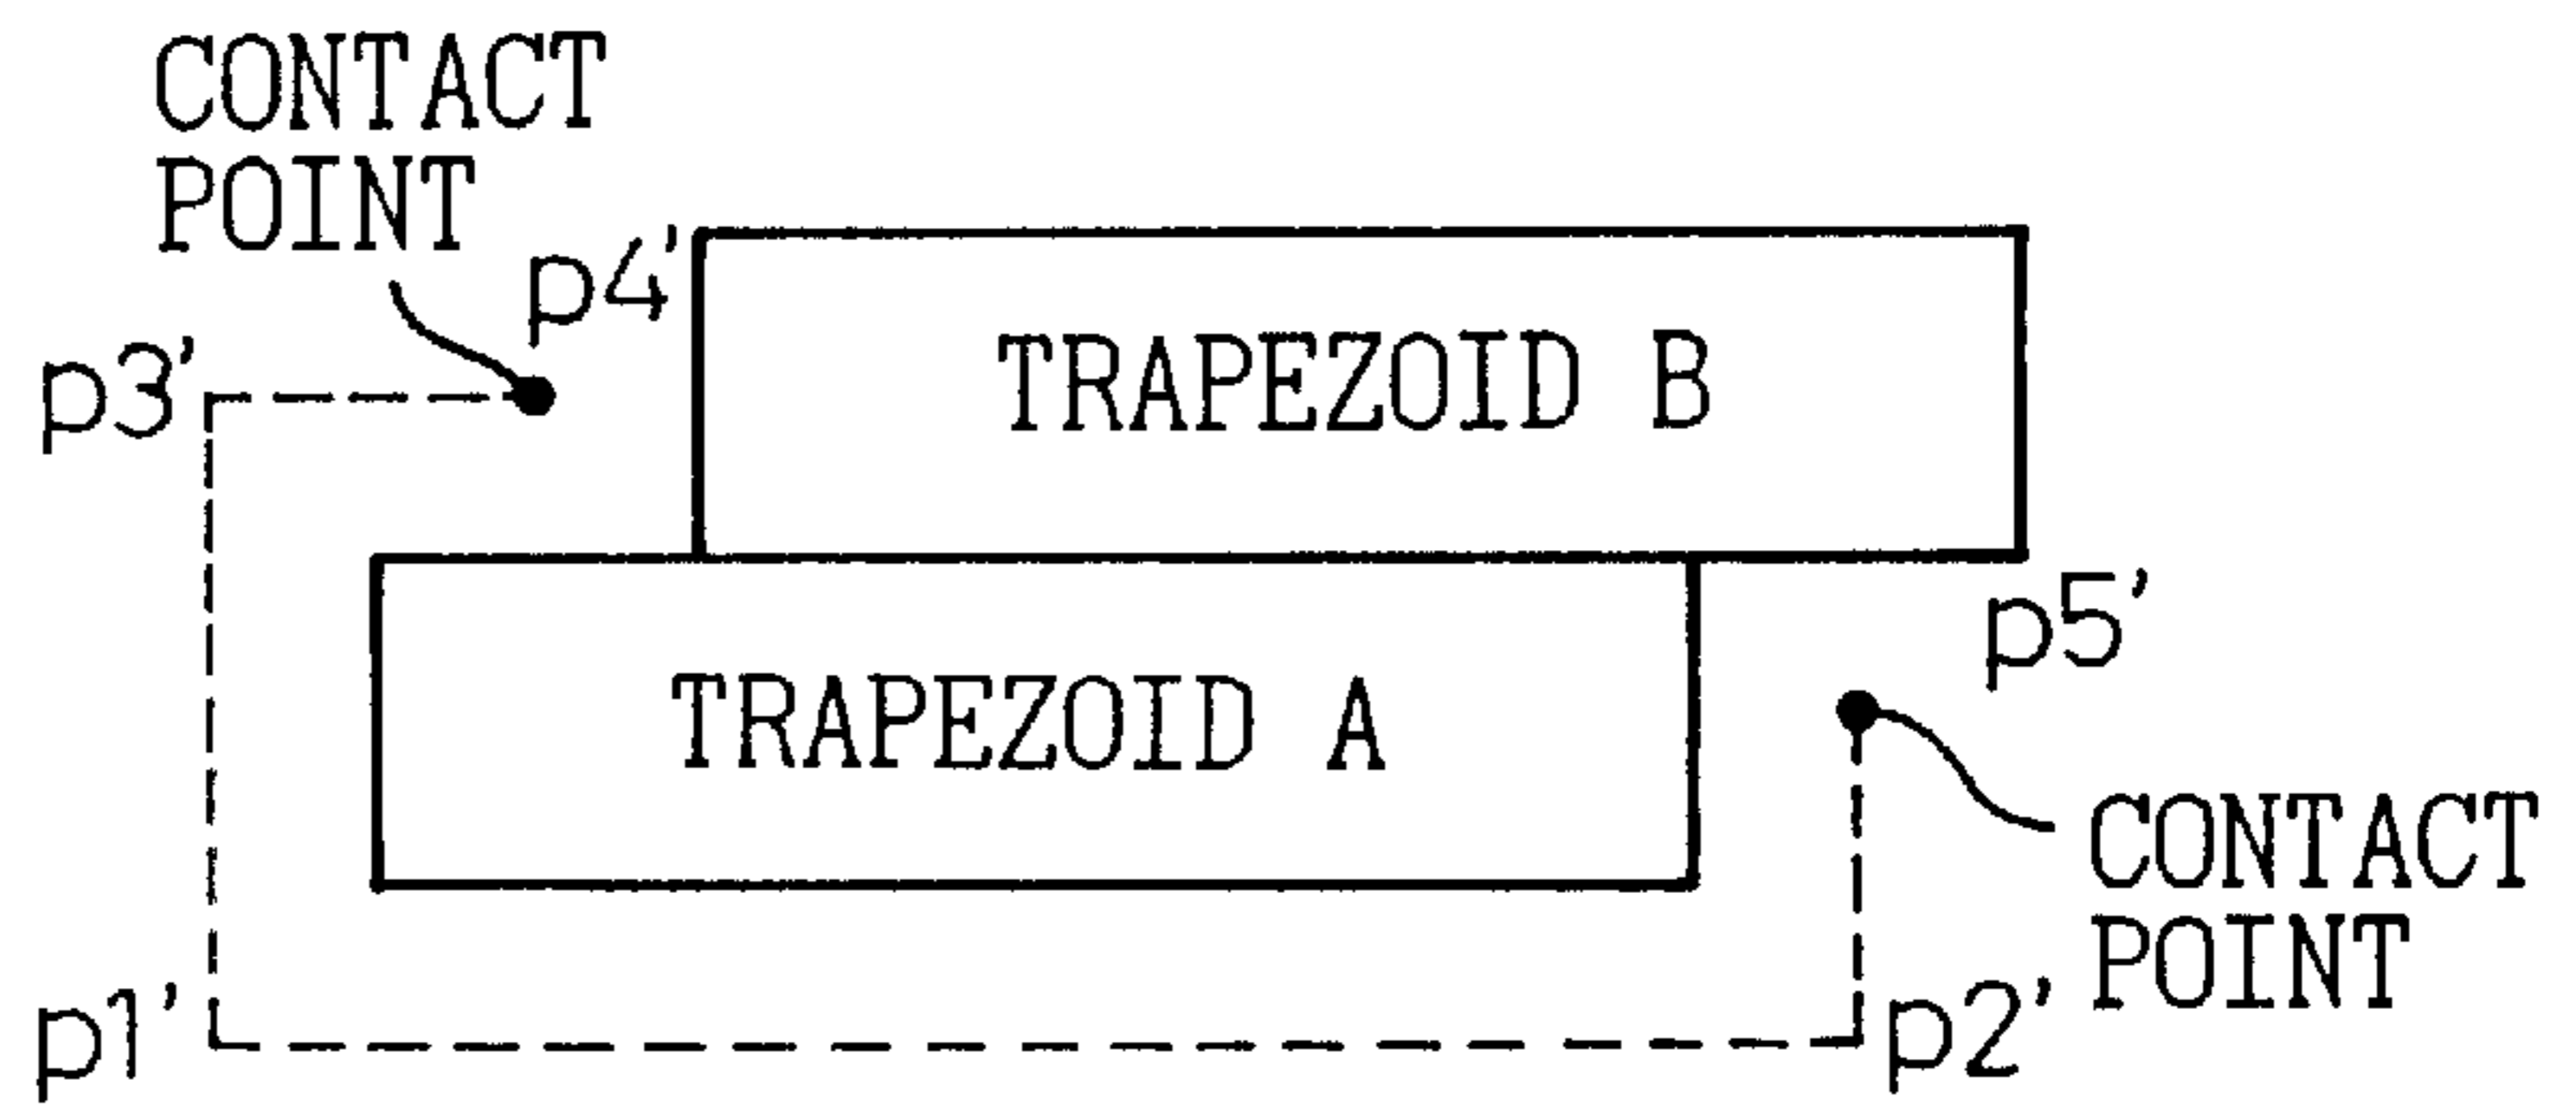 CONTACT
POINT
p4'
p3'
TRAPEZOID B
p5'
TRAPEZOID A
CONTACT
POINT
p1'
p2'